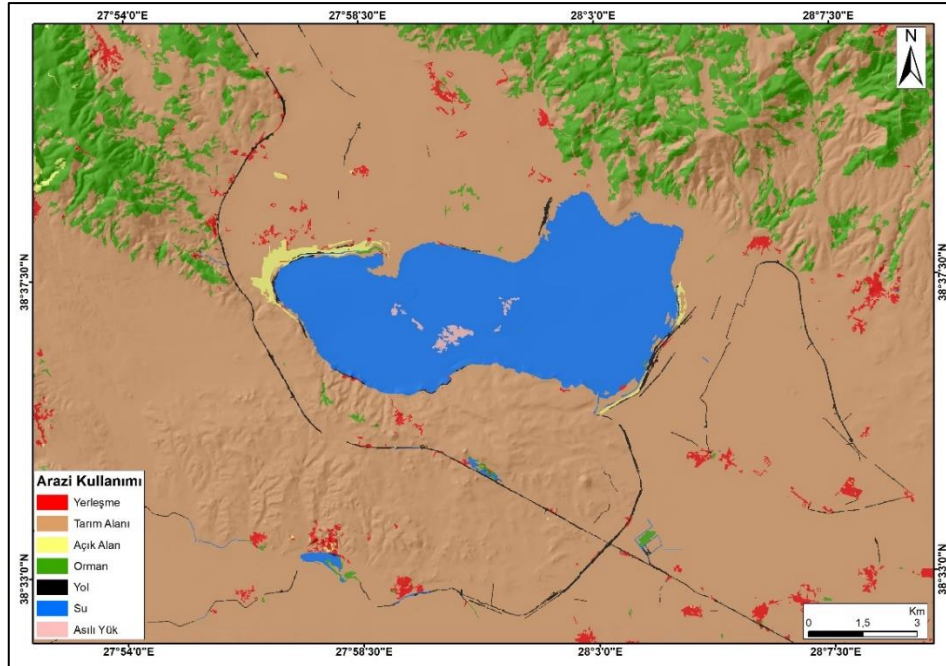 27°54'0"E 27°58'30"E 28°3'0"E 28°7'30"E
N
38°37'30"N 38°37'30"N
38°33'0"N 38°33'0"N
Arazi Kullanımı
Yerleşme
Tarım Alanı
Açık Alan
Orman
Yol
Su
Asılı Yük
Km
0 1,5 3
27°54'0"E 27°58'30"E 28°3'0"E 28°7'30"E